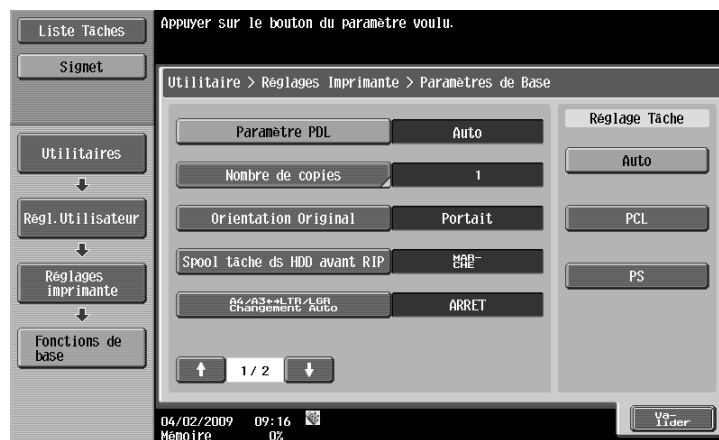 Liste Tâches
Signet
Appuyer sur le bouton du paramètre voulu.
Utilitaire > Réglages Imprimante > Paramètres de Base
Utilitaires
Régl.Utilisateur
Réglages
imprimante
Fonctions de
base
Paramètre PDL
Auto
Nombre de copies
1
Orientation Original
Portait
Spool tâche ds HDD avant RIP
MAR-
CHE
A4/A3↔LTR/LGR
Changement Auto
ARRET
1/ 2
Réglage Tâche
Auto
PCL
PS
04/02/2009 09:16
Mémoire 0%
Va-
lider